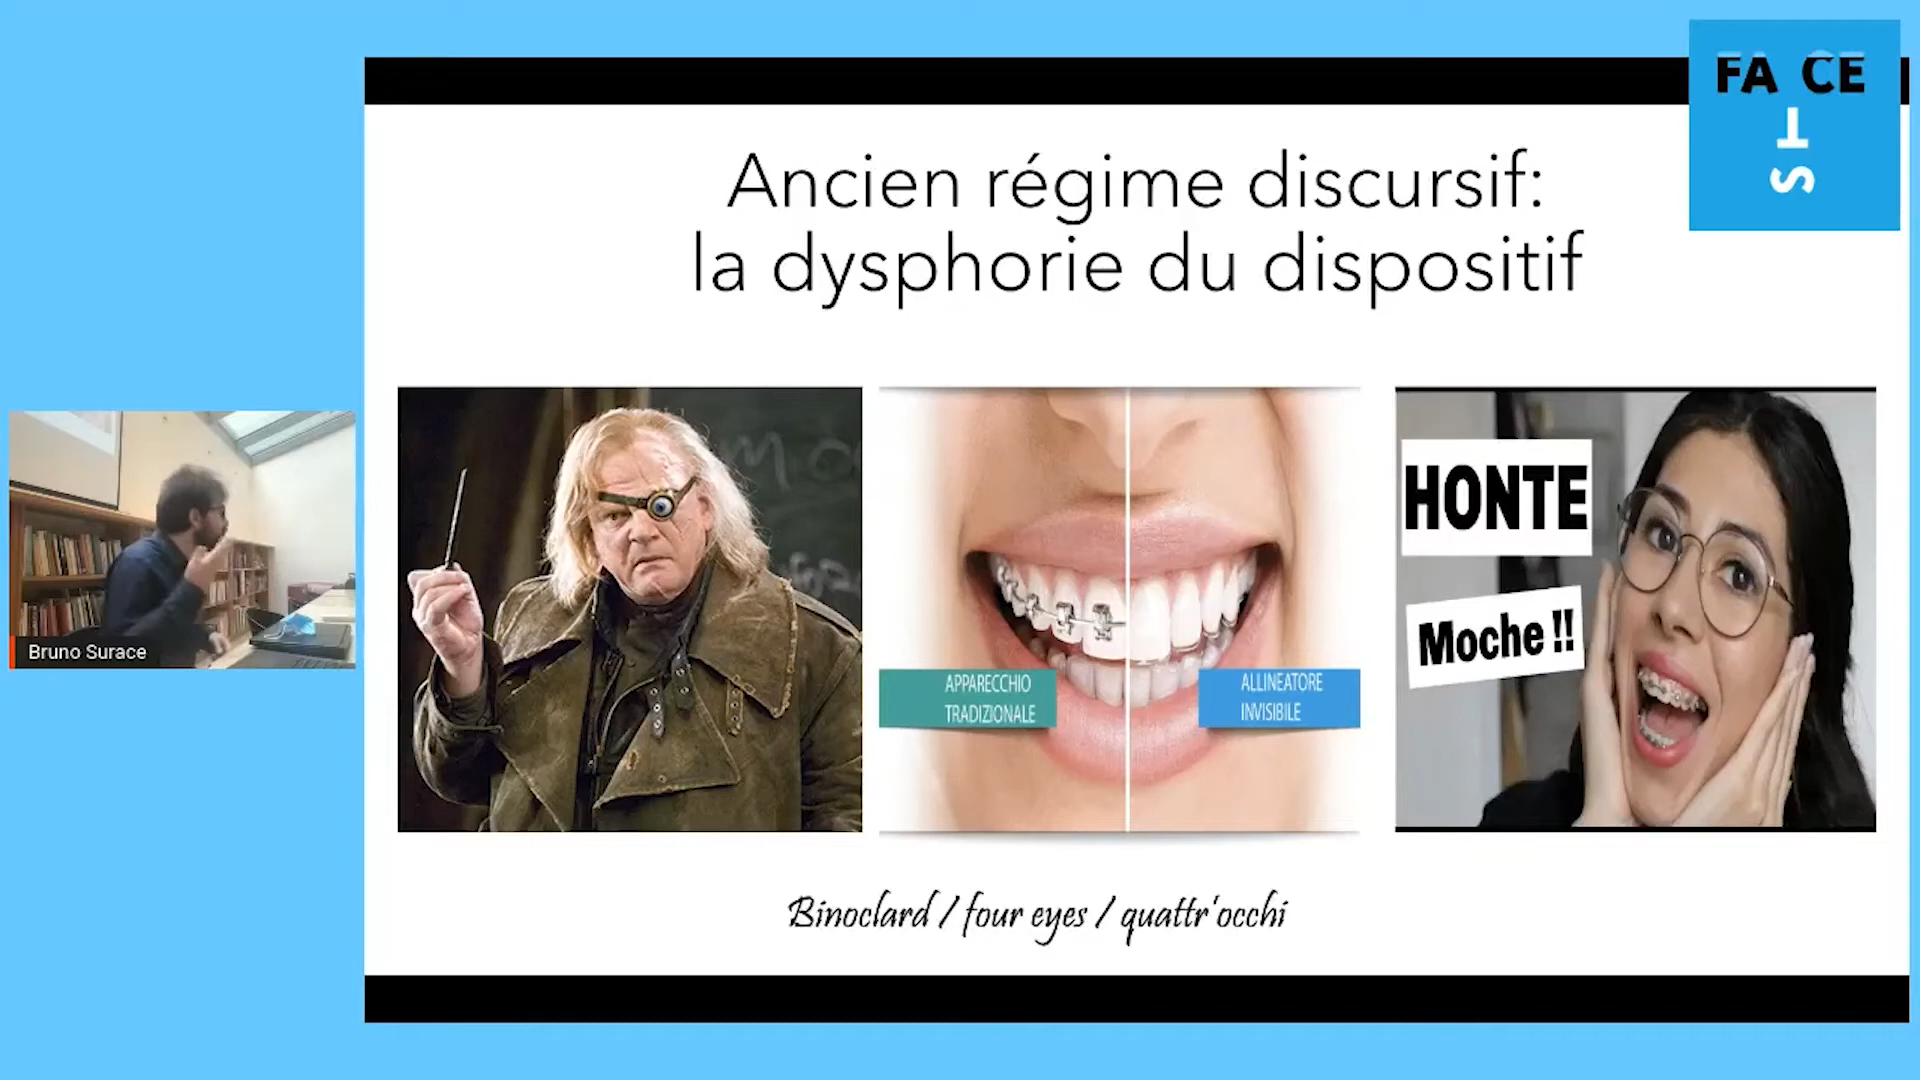 FA CE
T
S
Ancien régime discursif:
la dysphorie du dispositif
HONTE
Moche !!
APPARECCHIO
TRADIZIONALE
ALLINEATORE
INVISIBILE
Bruno Surace
Binoclard / four eyes / quattr'occhi